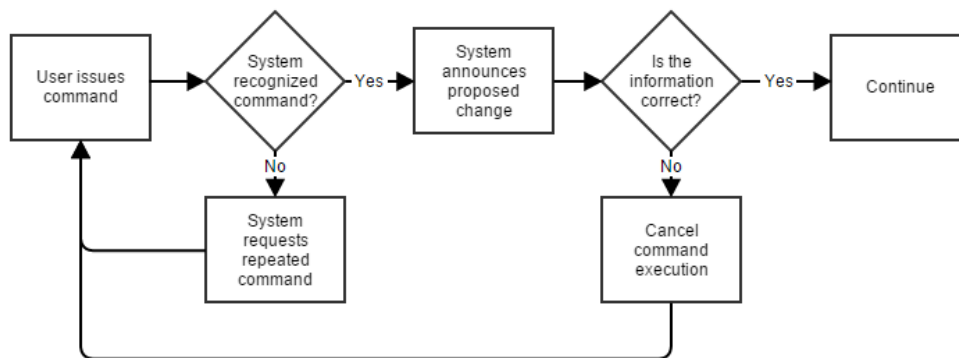 User issues
command
System
recognized
command?
Yes
System
announces
proposed
change
Is the
information
correct?
Yes
Continue
No
System
requests
repeated
command
No
Cancel
command
execution